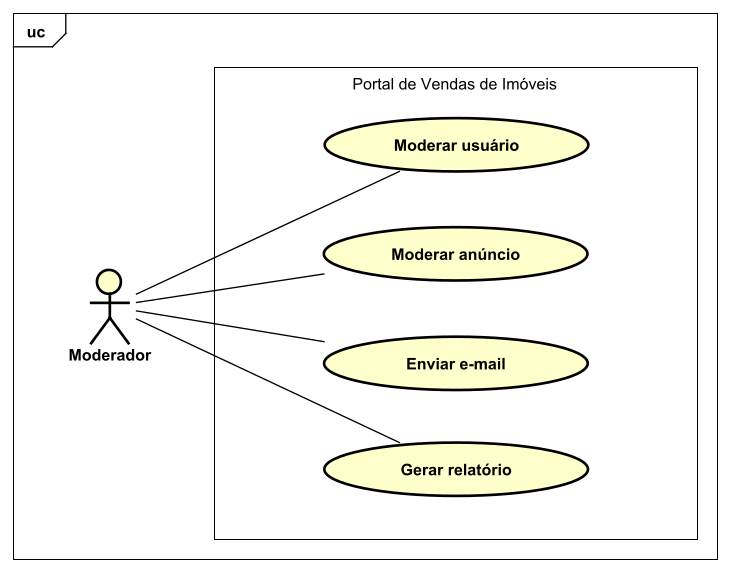 uc
Portal de Vendas de Imóveis
Moderar usuário
Moderar anúncio
Moderador
Enviar e-mail
Gerar relatório